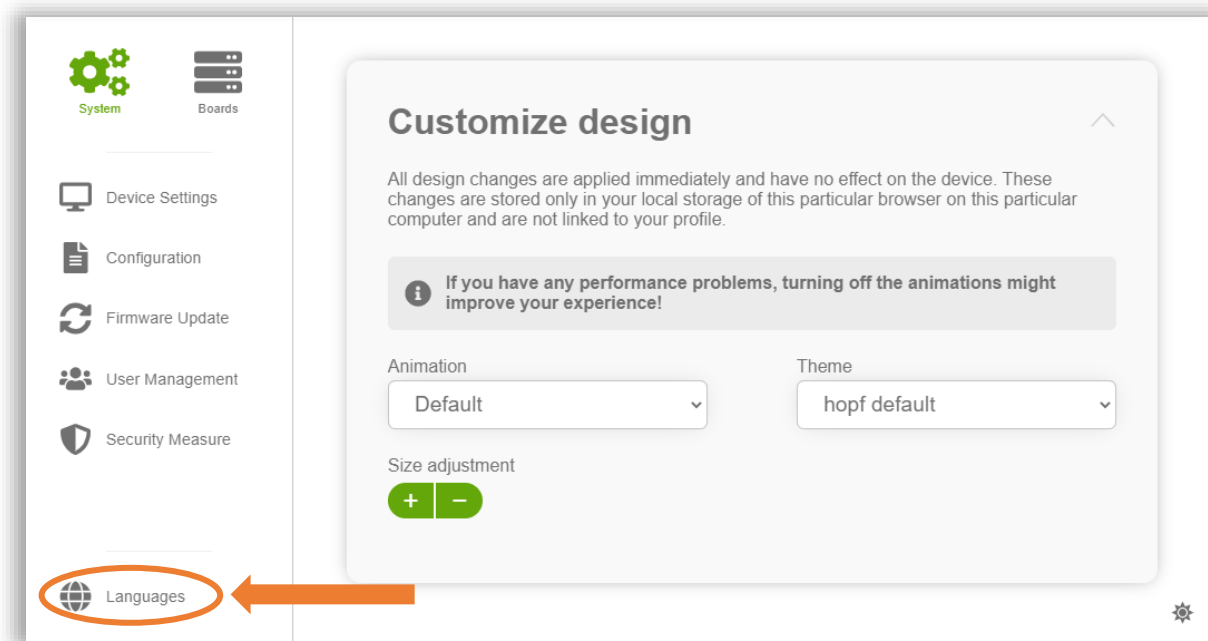 System
Boards
Device Settings
Configuration
Firmware Update
User Management
Security Measure
Languages
Customize design
All design changes are applied immediately and have no effect on the device. These
changes are stored only in your local storage of this particular browser on this particular
computer and are not linked to your profile.
If you have any performance problems, turning off the animations might
improve your experience!
Animation
Default
Theme
hopf default
Size adjustment
+ −